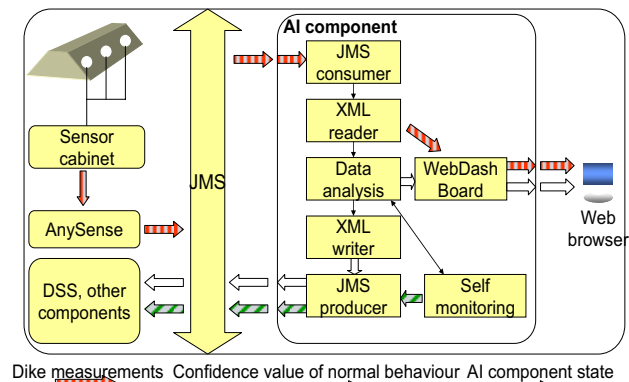 AI component
JMS
consumer
XML
reader
Sensor
cabinet
Data
analysis
WebDash
Board
JMS
AnySense
XML
writer
Web
browser
DSS, other
components
JMS
producer
Self
monitoring
Dike measurements Confidence value of normal behaviour AI component state